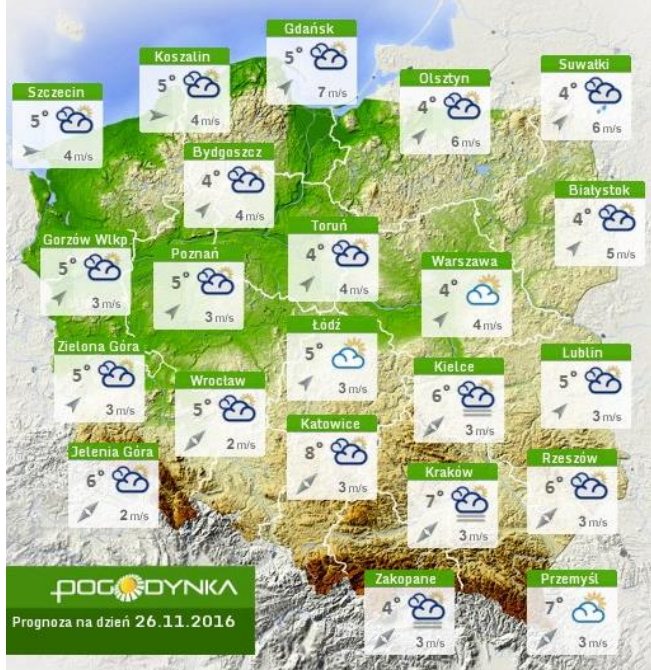 Gdańsk
5°
7 m/s
Koszalin
5°
4 m/s
Suwałki
4°
6 m/s
Olsztyn
4°
6 m/s
Szczecin
5°
4 m/s
Bydgoszcz
4°
4 m/s
Białystok
4°
5 m/s
Toruń
4°
4 m/s
Gorzów Wlkp
5°
3 m/s
Poznań
5°
3 m/s
Warszawa
4°
4 m/s
Łódź
5°
3 m/s
Zielona Góra
5°
3 m/s
Lublin
5°
3 m/s
Kielce
6°
3 m/s
Wrocław
5°
2 m/s
Katowice
8°
3 m/s
Jelenia Góra
6°
2 m/s
Rzeszów
6°
3 m/s
Kraków
7°
3 m/s
Zakopane
4°
3 m/s
Przemyśl
7°
3 m/s
POGODYNKA
Prognoza na dzień 26.11.2016